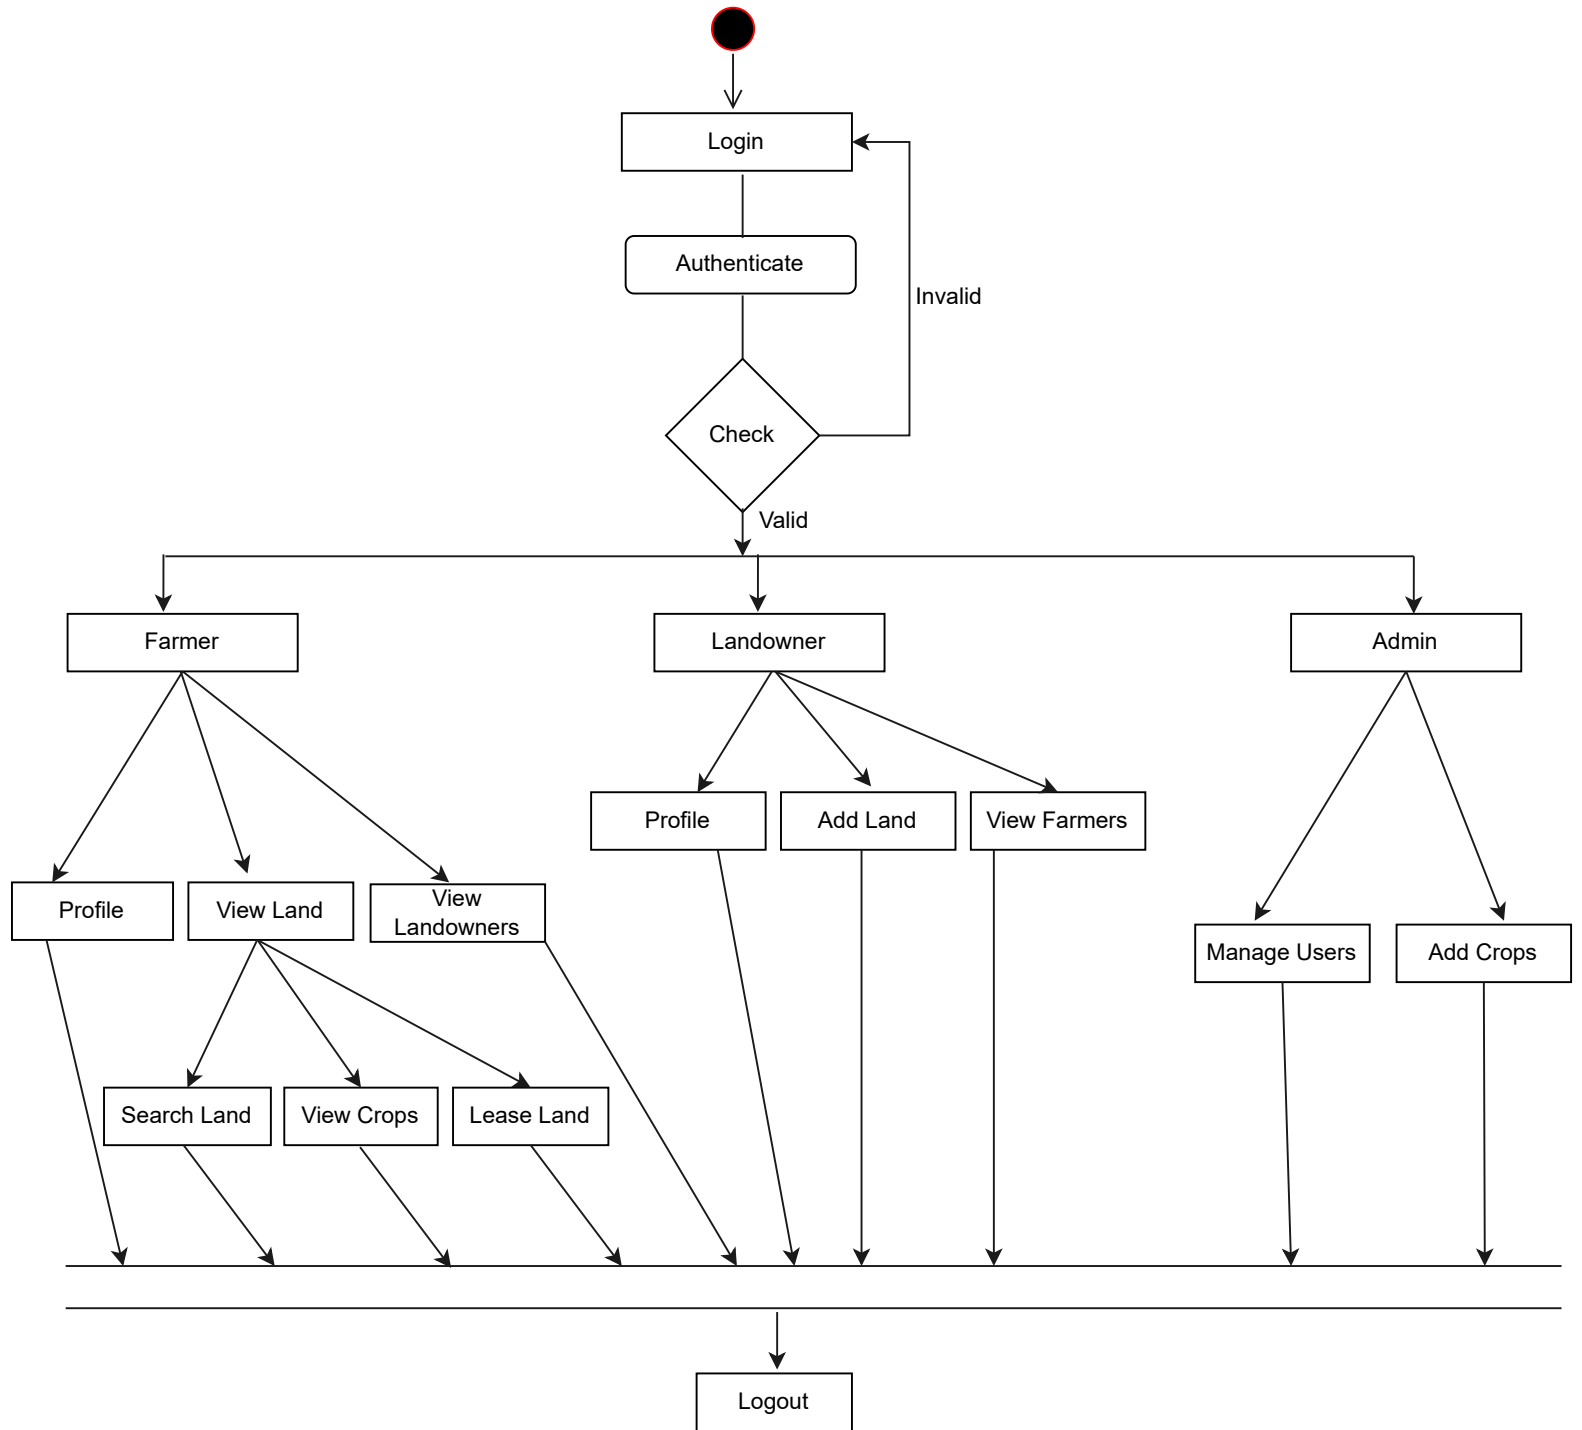 Login
Authenticate
Invalid
Check
Valid
Farmer
Landowner
Admin
Profile
Add Land
View Farmers
Profile
View Land
View
Landowners
Manage Users
Add Crops
Search Land
View Crops
Lease Land
Logout